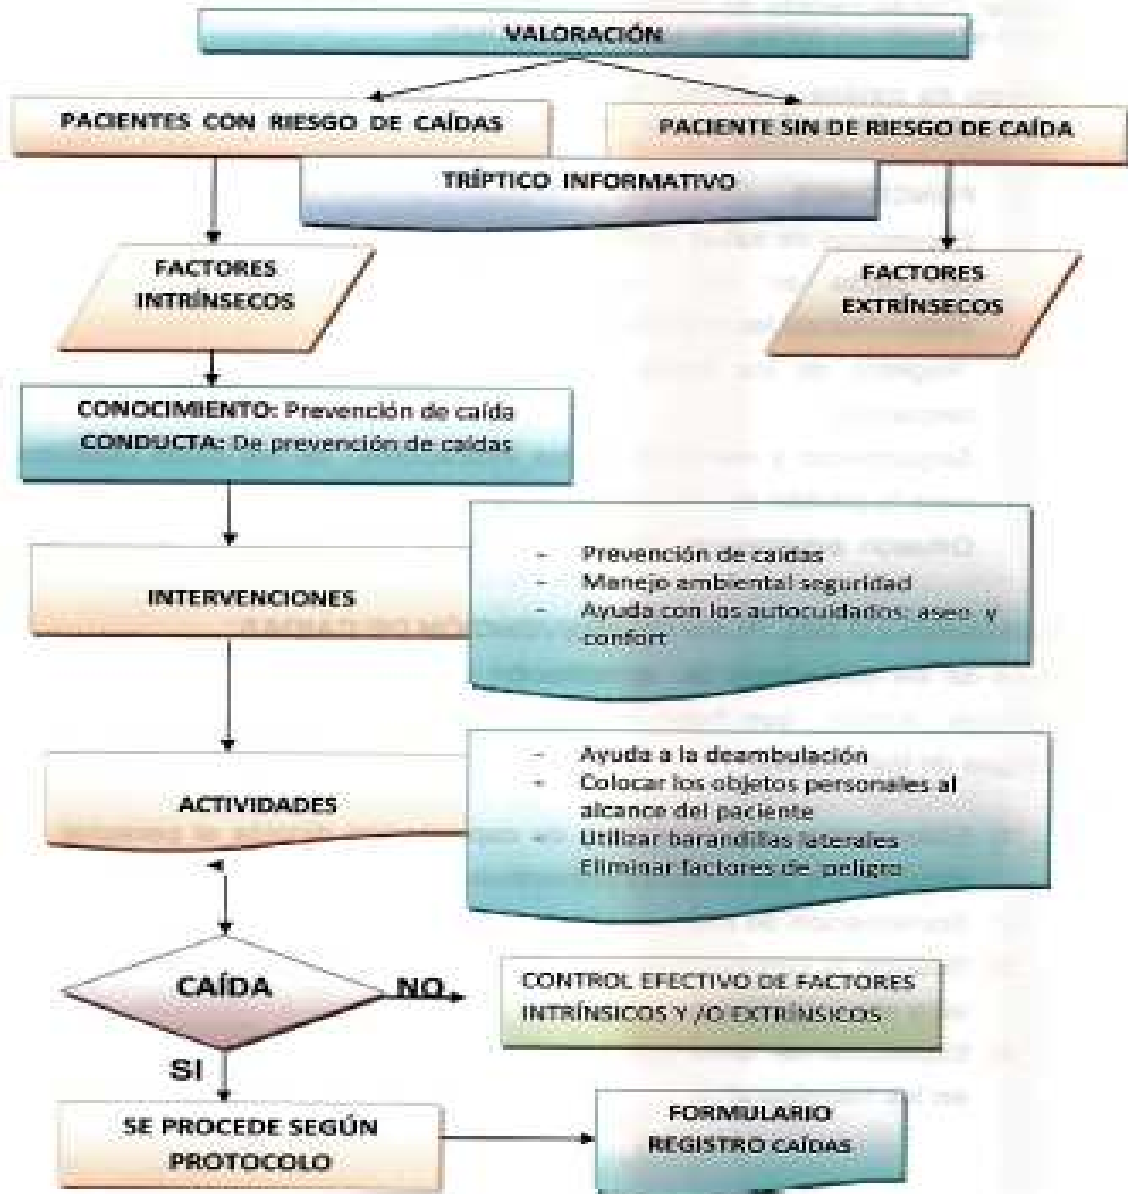 VALORACIÓN
PACIENTES CON RIESGO DE CAÍDAS
PACIENTE SIN DE RIESGO DE CAÍDA
TRÍPTICO INFORMATIVO
FACTORES
INTRÍNSECOS
FACTORES
EXTRÍNSECOS
CONOCIMIENTO: Prevención de caída
CONDUCTA: De prevención de caídas
INTERVENCIONES
- Prevención de caídas
- Manejo ambiental seguridad
- Ayuda con los autocuidados: aseo y
confort
ACTIVIDADES
- Ayuda a la deambulación
- Colocar los objetos personales al
alcance del paciente
- Utilizar barandillas laterales
Eliminar factores de peligro
CAÍDA
NO
CONTROL EFECTIVO DE FACTORES
INTRÍNSICOS Y /O EXTRÍNSICOS
SI
SE PROCEDE SEGÚN
PROTOCOLO
FORMULARIO
REGISTRO CAÍDAS